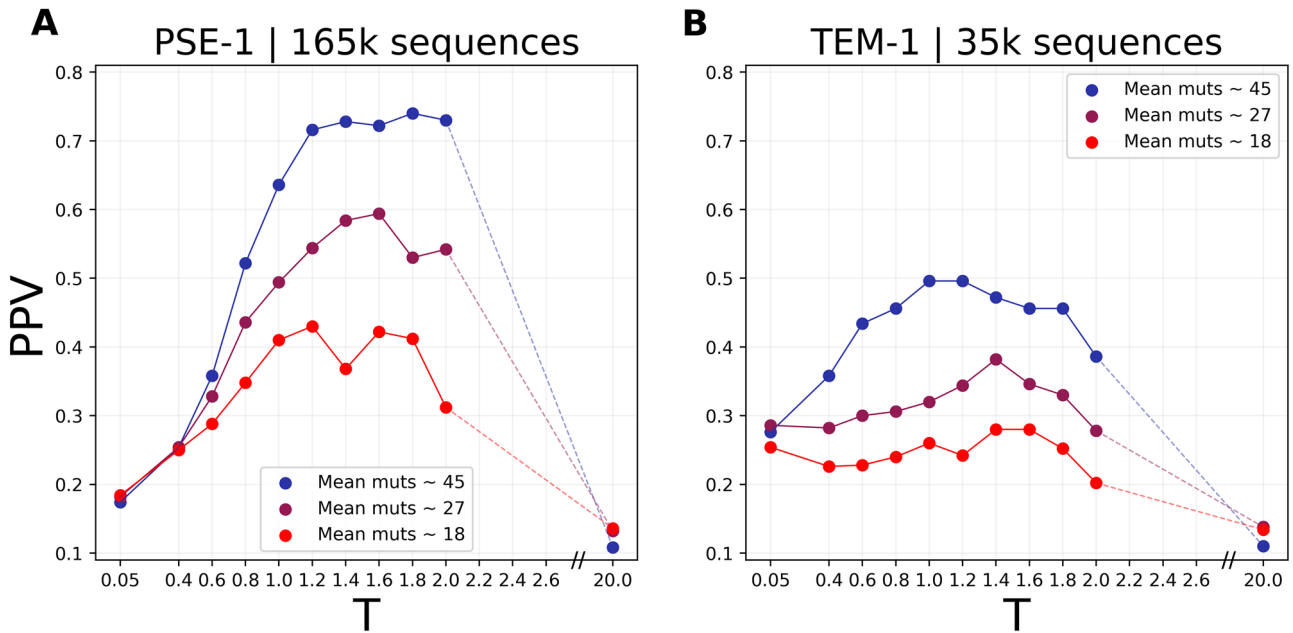 A
PSE-1 | 165k sequences
PPV
0.8
0.7
0.6
0.5
0.4
0.3
0.2
0.1
Mean muts ~ 45
Mean muts ~ 27
Mean muts ~ 18
0.05 0.4 0.6 0.8 1.0 1.2 1.4 1.6 1.8 2.0 2.2 2.4 2.6 // 20.0
T
B
TEM-1 | 35k sequences
0.8
0.7
0.6
0.5
0.4
0.3
0.2
0.1
Mean muts ~ 45
Mean muts ~ 27
Mean muts ~ 18
0.05 0.4 0.6 0.8 1.0 1.2 1.4 1.6 1.8 2.0 2.2 2.4 2.6 // 20.0
T